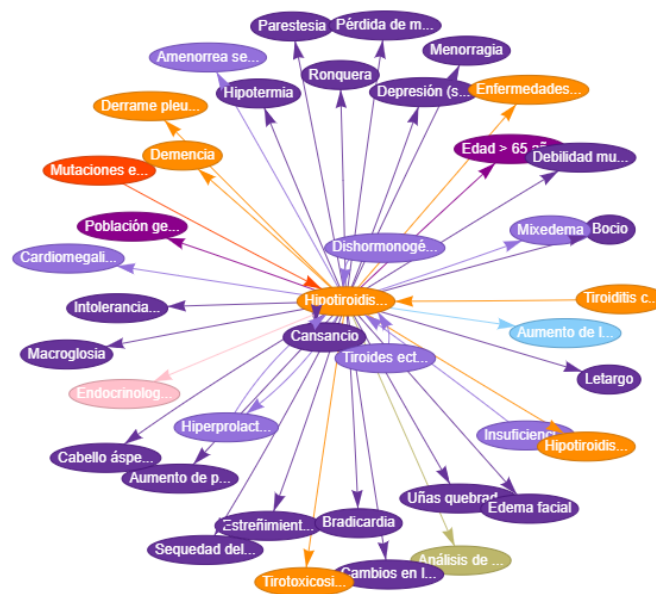 Parestesia
Pérdida de m...
Amenorrea se...
Menorragia
Hipotermia
Ronquera
Depresión (s...
Enfermedades...
Derrame pleu...
Demencia
Edad > 65 añ
Debilidad mu...
Mutaciones e...
Población ge...
Dishormonogé...
Mixedema
Bocio
Cardiomegali...
Intolerancia...
Hipotiroidis...
Tiroiditis c...
Macroglosia
Cansancio
Aumento de l...
Tiroides ect...
Letargo
Endocrinolog...
Hiperprolact...
Insuficienc
Hipotiroidis...
Cabello áspe...
Aumento de p...
Uñas quebrad
Edema facial
Estreñimient...
Bradicardia
Sequedad del...
Análisis de ...
Tirotoxicosi...
Cambios en l...